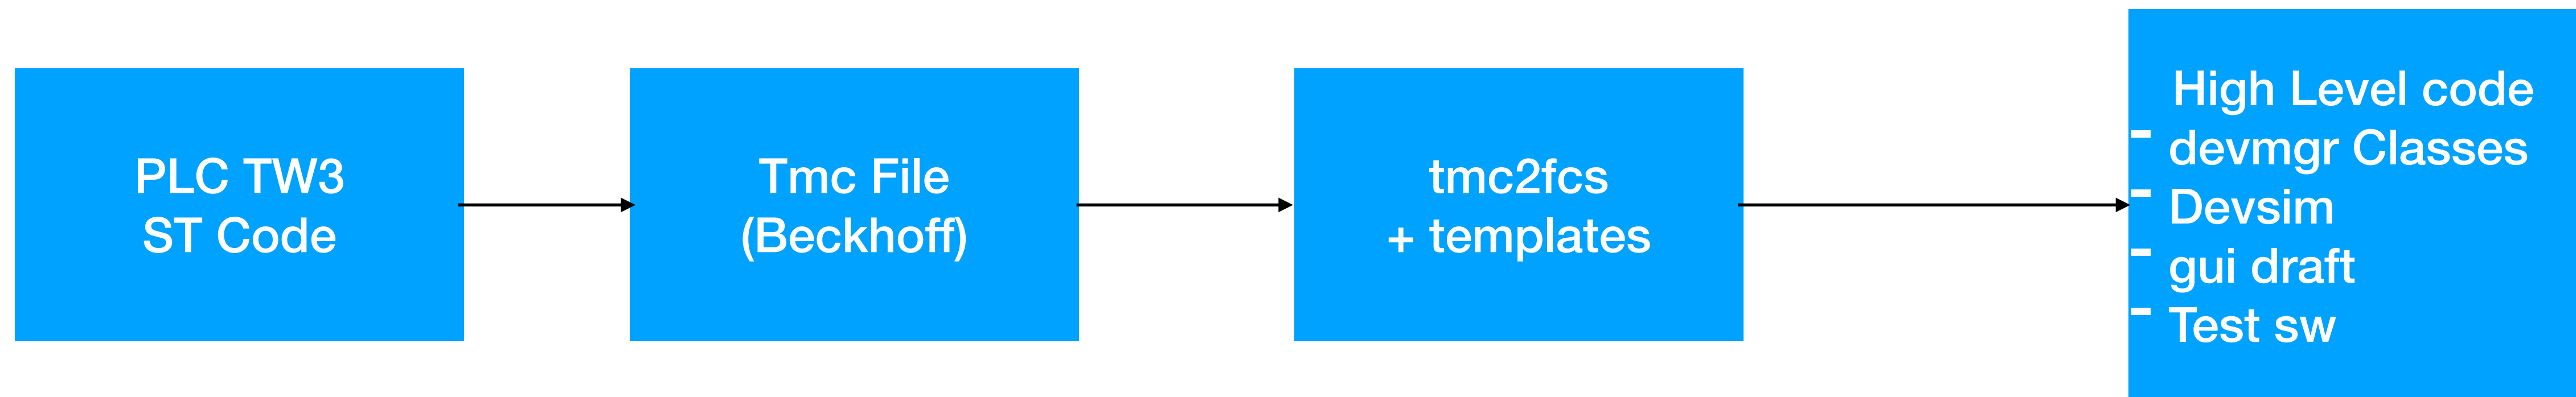 PLC TW3
ST Code
Tmc File
(Beckhoff)
tmc2fcs
+ templates
High Level code
- devmgr Classes
- Devsim
- gui draft
- Test sw